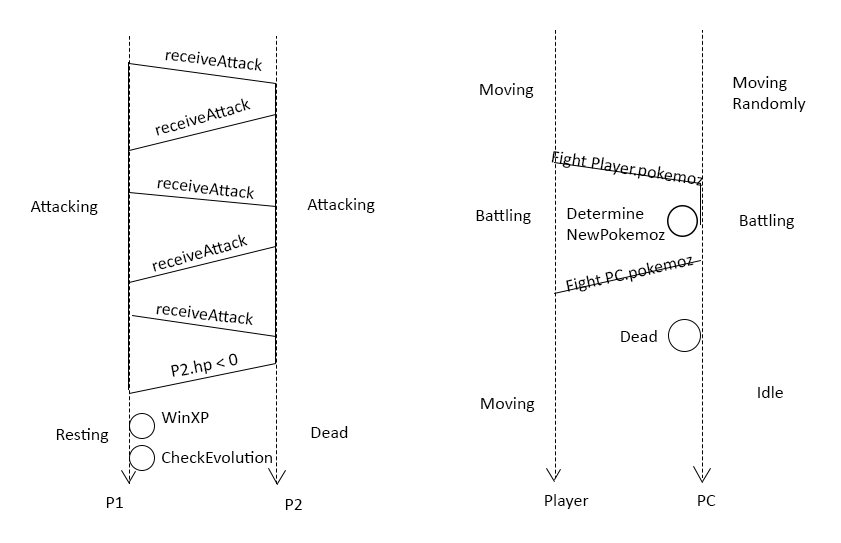 receiveAttack
receiveAttack
receiveAttack
Attacking
Attacking
receiveAttack
receiveAttack
P2.hp < 0
WinXP
Resting
Dead
CheckEvolution
P1
P2
Moving
Moving
Randomly
Fight Player.pokemoz
Battling
Determine
NewPokemoz
Battling
Fight PC.pokemoz
Dead
Idle
Moving
Player
PC